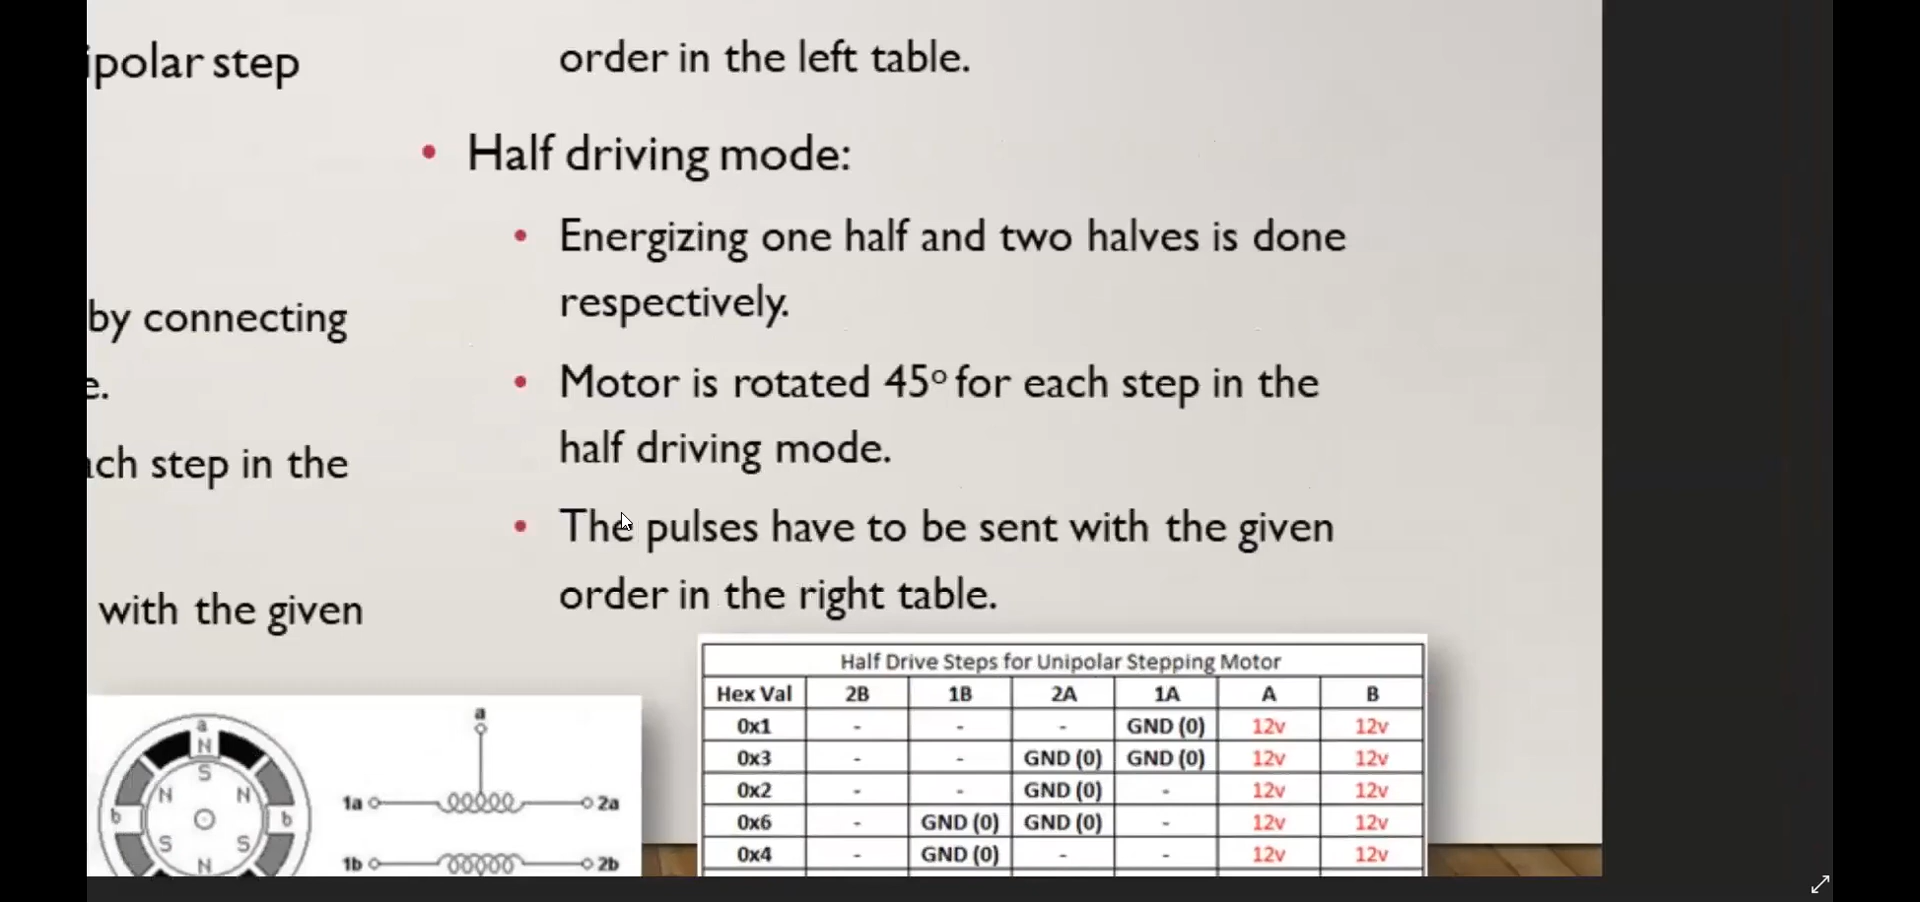 ipolar step
by connecting
e.
ach step in the
with the given
order in the left table.
• Half driving mode:
• Energizing one half and two halves is done
respectively.
• Motor is rotated 45° for each step in the
half driving mode.
• The pulses have to be sent with the given
order in the right table.
a
N
S
N N
b b
S S
N
a
1a 2a
1b 2b
Half Drive Steps for Unipolar Stepping Motor
Hex Val 2B 1B 2A 1A A B
0x1 - - - GND (0) 12v 12v
0x3 - - GND (0) GND (0) 12v 12v
0x2 - - GND (0) - 12v 12v
0x6 - GND (0) GND (0) - 12v 12v
0x4 - GND (0) - - 12v 12v